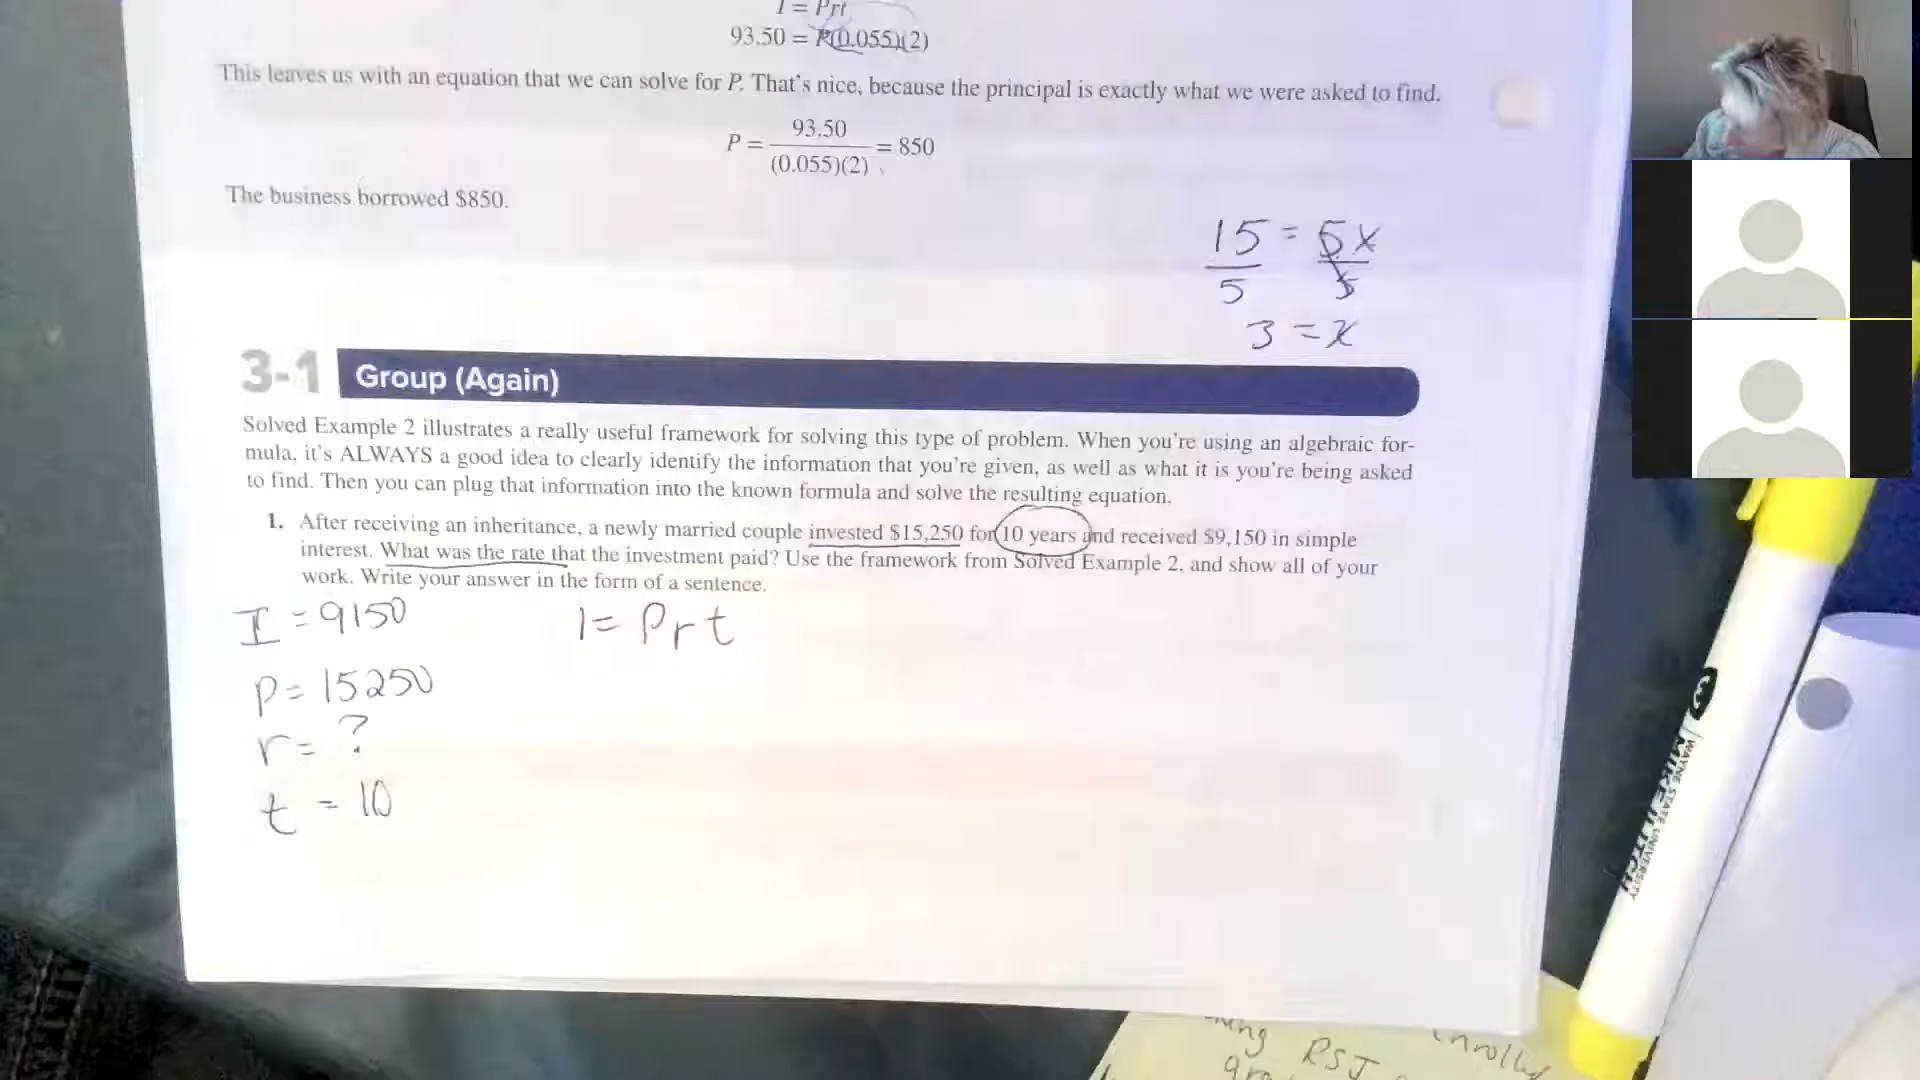 I = Prt
93.50 = P(0.055)(2)
This leaves us with an equation that we can solve for P. That's nice, because the principal is exactly what we were asked to find.
P = 93.50 / (0.055)(2) = 850
The business borrowed $850.
15 = 5x
5 5
3 = x
3-1 Group (Again)
Solved Example 2 illustrates a really useful framework for solving this type of problem. When you're using an algebraic for-
mula, it's ALWAYS a good idea to clearly identify the information that you're given, as well as what it is you're being asked
to find. Then you can plug that information into the known formula and solve the resulting equation.
1. After receiving an inheritance, a newly married couple invested $15,250 for 10 years and received $9,150 in simple
interest. What was the rate that the investment paid? Use the framework from Solved Example 2, and show all of your
work. Write your answer in the form of a sentence.
I = 9150
I = Prt
P = 15250
r = ?
t = 10
W
WAYNE STATE UNIVERSITY
MIKE ILITCH
RSJ